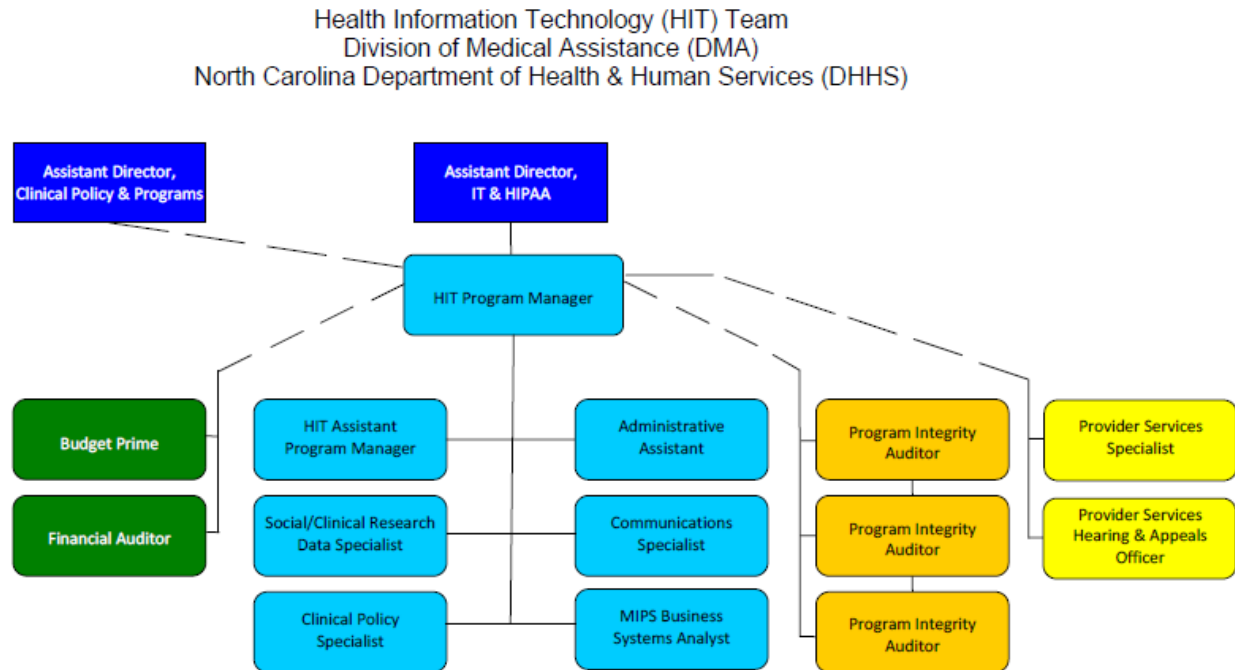 Health Information Technology (HIT) Team
Division of Medical Assistance (DMA)
North Carolina Department of Health & Human Services (DHHS)
Assistant Director,
Clinical Policy & Programs
Assistant Director,
IT & HIPAA
HIT Program Manager
Budget Prime
HIT Assistant
Program Manager
Administrative
Assistant
Program Integrity
Auditor
Provider Services
Specialist
Financial Auditor
Social/Clinical Research
Data Specialist
Communications
Specialist
Program Integrity
Auditor
Provider Services
Hearing & Appeals
Officer
Clinical Policy
Specialist
MIPS Business
Systems Analyst
Program Integrity
Auditor